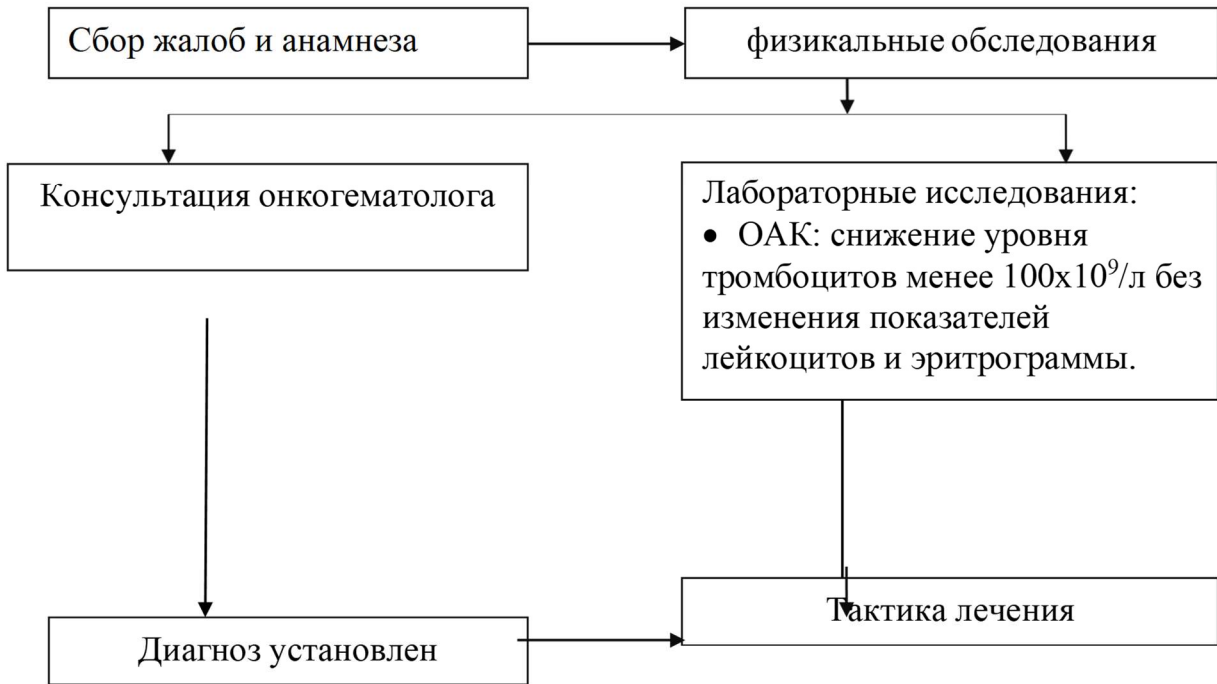 Сбор жалоб и анамнеза
физикальные обследования
Консультация онкогематолога
Лабораторные исследования:
• ОАК: снижение уровня
тромбоцитов менее 100х10⁹/л без
изменения показателей
лейкоцитов и эритрограммы.
Диагноз установлен
Тактика лечения